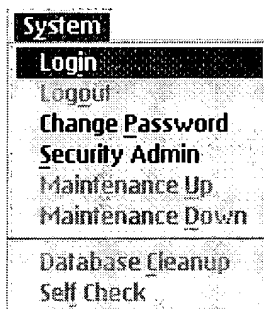 System
Login
Logout
Change Password
Security Admin
Maintenance Up
Maintenance Down
Database Cleanup
Self Check